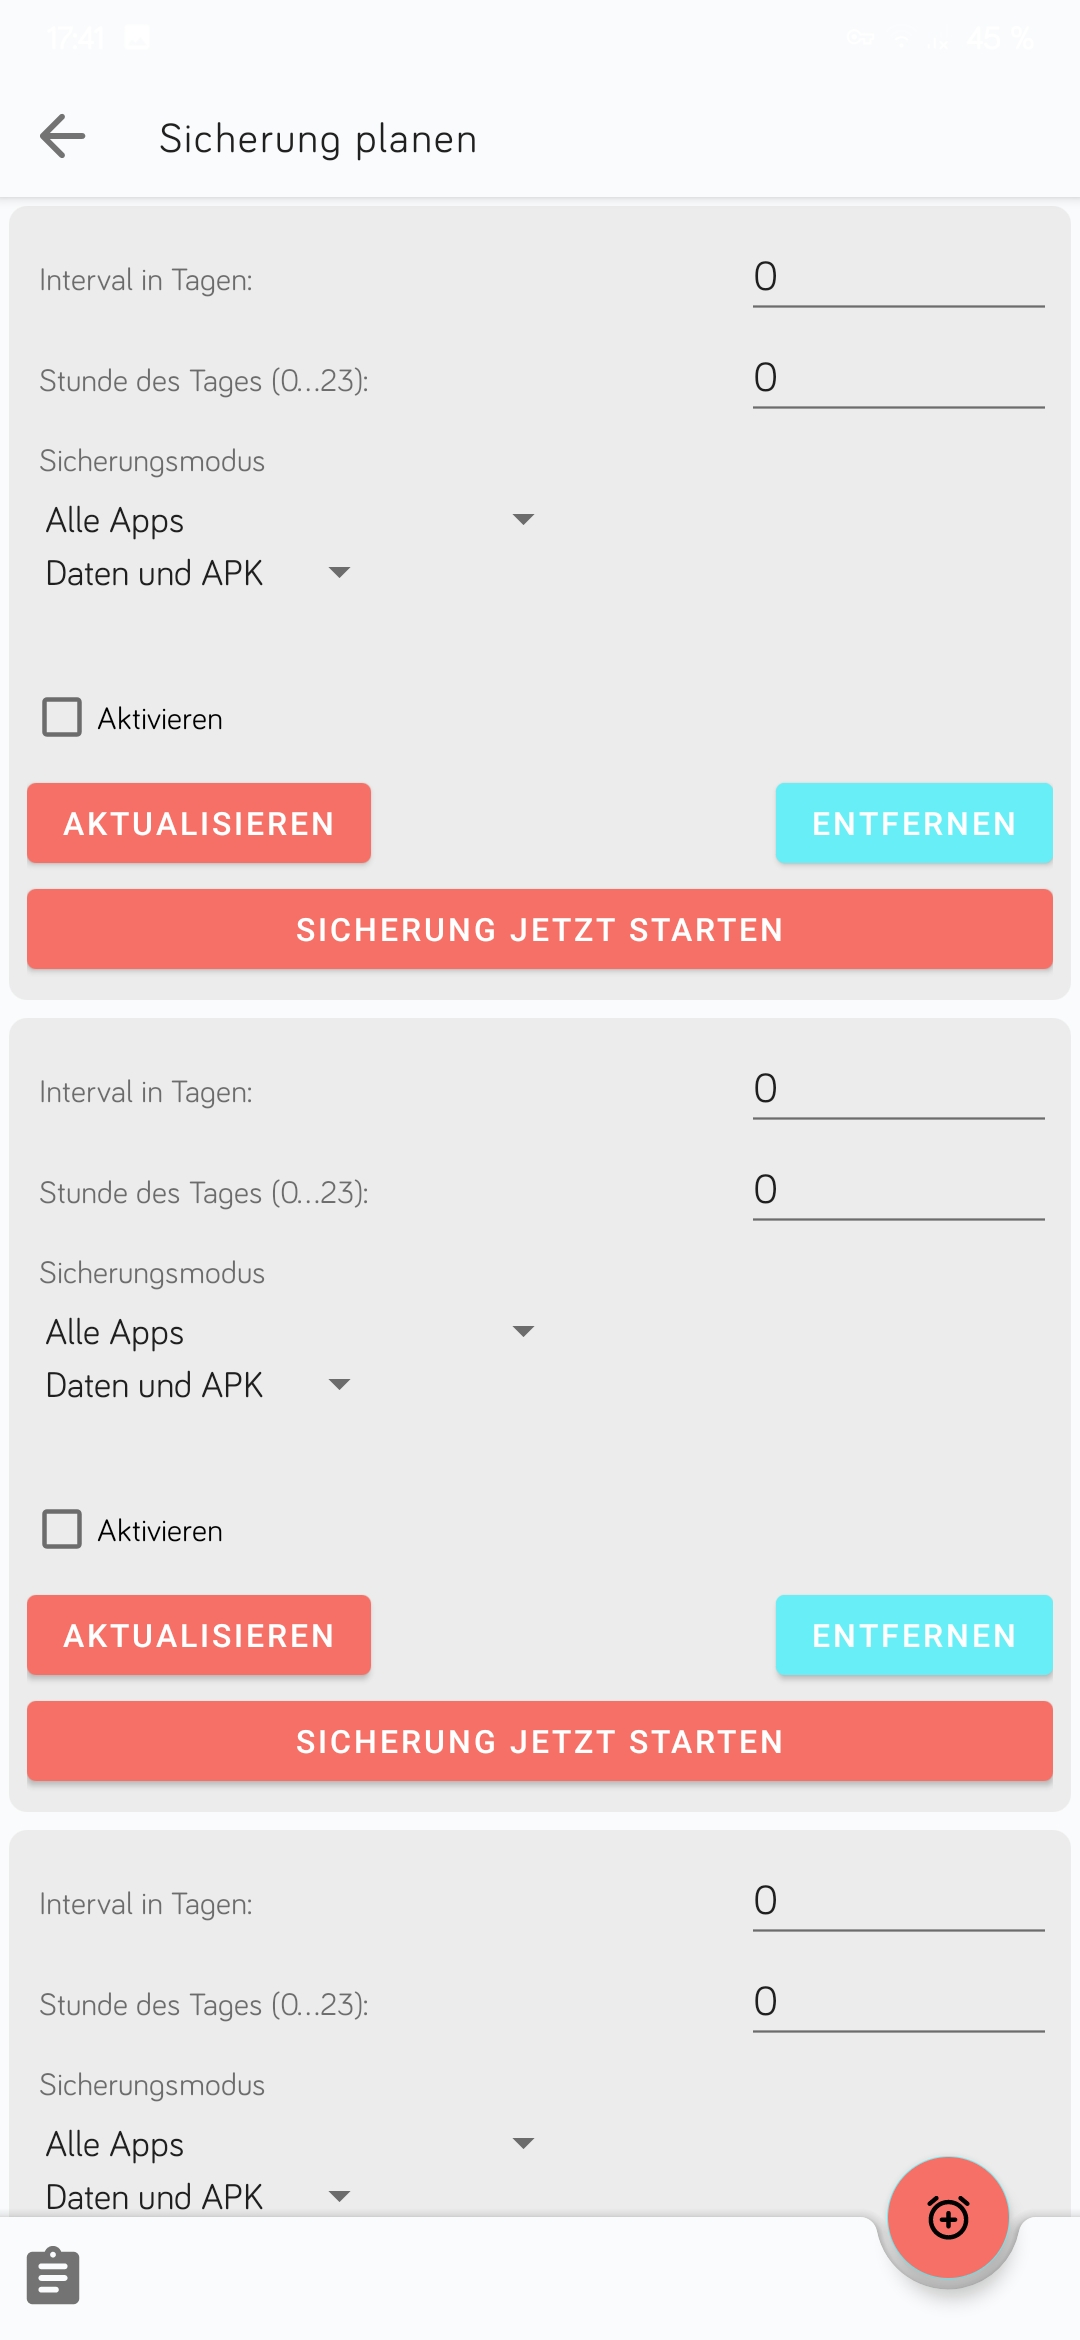 17:41 45 %
Sicherung planen
Interval in Tagen: 0
Stunde des Tages (0...23): 0
Sicherungsmodus
Alle Apps
Daten und APK
Aktivieren
AKTUALISIEREN ENTFERNEN
SICHERUNG JETZT STARTEN
Interval in Tagen: 0
Stunde des Tages (0...23): 0
Sicherungsmodus
Alle Apps
Daten und APK
Aktivieren
AKTUALISIEREN ENTFERNEN
SICHERUNG JETZT STARTEN
Interval in Tagen: 0
Stunde des Tages (0...23): 0
Sicherungsmodus
Alle Apps
Daten und APK